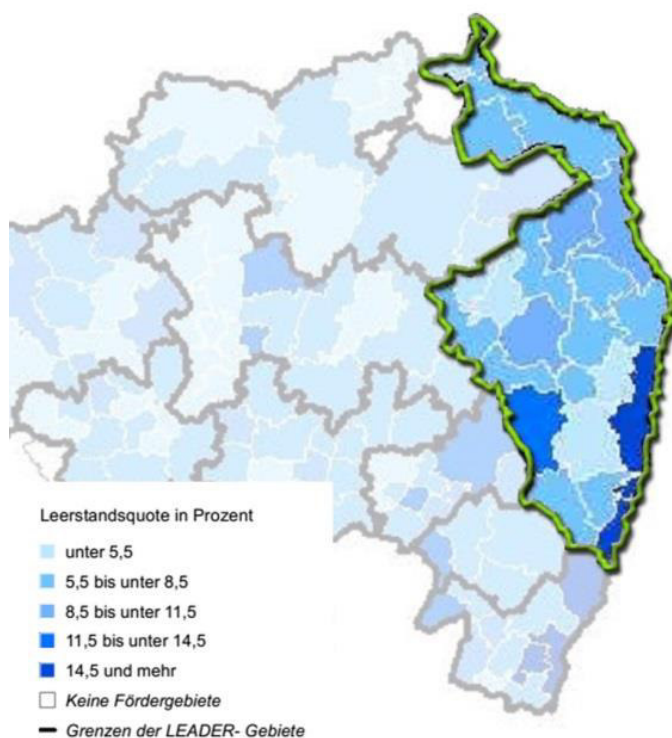 Leerstandsquote in Prozent
unter 5,5
5,5 bis unter 8,5
8,5 bis unter 11,5
11,5 bis unter 14,5
14,5 und mehr
Keine Fördergebiete
Grenzen der LEADER- Gebiete